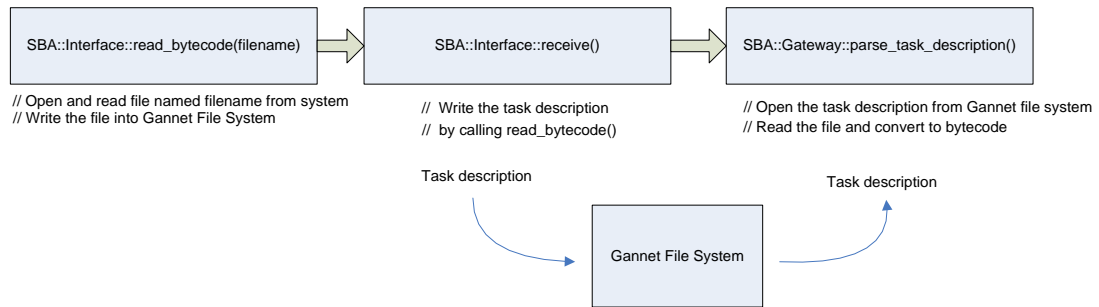 SBA::Interface::read_bytecode(filename)
SBA::Interface::receive()
SBA::Gateway::parse_task_description()
// Open and read file named filename from system
// Write the file into Gannet File System
// Write the task description
// by calling read_bytecode()
// Open the task description from Gannet file system
// Read the file and convert to bytecode
Task description
Task description
Gannet File System